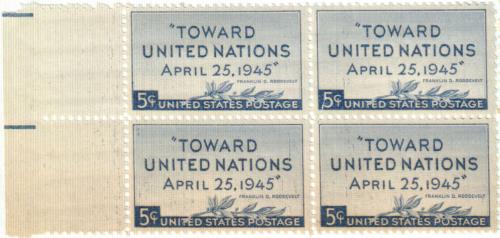 "TOWARD
UNITED NATIONS
APRIL 25, 1945"
FRANKLIN D. ROOSEVELT
5¢ UNITED STATES POSTAGE
"TOWARD
UNITED NATIONS
APRIL 25, 1945"
FRANKLIN D. ROOSEVELT
5¢ UNITED STATES POSTAGE
"TOWARD
UNITED NATIONS
APRIL 25, 1945"
FRANKLIN D. ROOSEVELT
5¢ UNITED STATES POSTAGE
"TOWARD
UNITED NATIONS
APRIL 25, 1945"
FRANKLIN D. ROOSEVELT
5¢ UNITED STATES POSTAGE